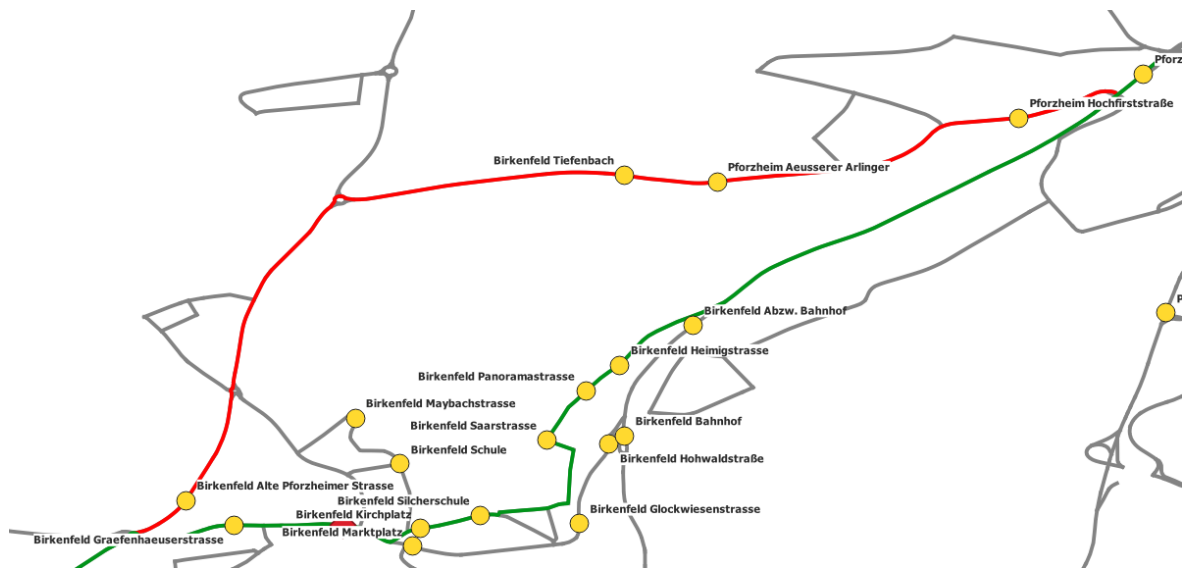 Pforz
Pforzheim Hochfirststraße
Birkenfeld Tiefenbach
Pforzheim Aeusserer Arlinger
P
Birkenfeld Abzw. Bahnhof
Birkenfeld Heimigstrasse
Birkenfeld Panoramastrasse
Birkenfeld Maybachstrasse
Birkenfeld Saarstrasse
Birkenfeld Bahnhof
Birkenfeld Schule
Birkenfeld Hohwaldstraße
Birkenfeld Alte Pforzheimer Strasse
Birkenfeld Silcherschule
Birkenfeld Glockwiesenstrasse
Birkenfeld Kirchplatz
Birkenfeld Marktplatz
Birkenfeld Graefenhaeuserstrasse